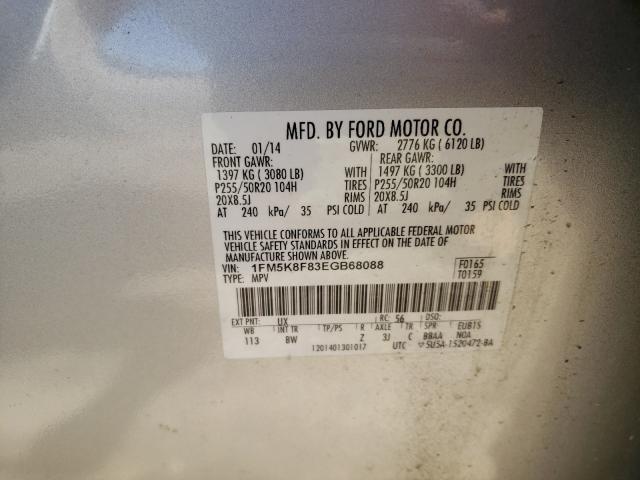 MFD. BY FORD MOTOR CO.
DATE: 01/14 GVWR: 2776 KG ( 6120 LB)
FRONT GAWR: REAR GAWR:
1397 KG ( 3080 LB) WITH 1497 KG ( 3300 LB) WITH
P255/50R20 104H TIRES P255/50R20 104H TIRES
20X8.5J RIMS 20X8.5J RIMS
AT 240 kPa/ 35 PSI COLD AT 240 kPa/ 35 PSI COLD
THIS VEHICLE CONFORMS TO ALL APPLICABLE FEDERAL MOTOR
VEHICLE SAFETY STANDARDS IN EFFECT ON THE DATE OF
MANUFACTURE SHOWN ABOVE.
VIN: 1FM5K8F83EGB68088 F0165
TYPE: MPV T0159
EXT PNT: UX RC: 56 DSO:
WB INT TR TP/PS R AXLE TR SPR EUB15
113 BW Z 3J C BBAA NOA
1201401301017 UTC 5U5A-1520472-BA